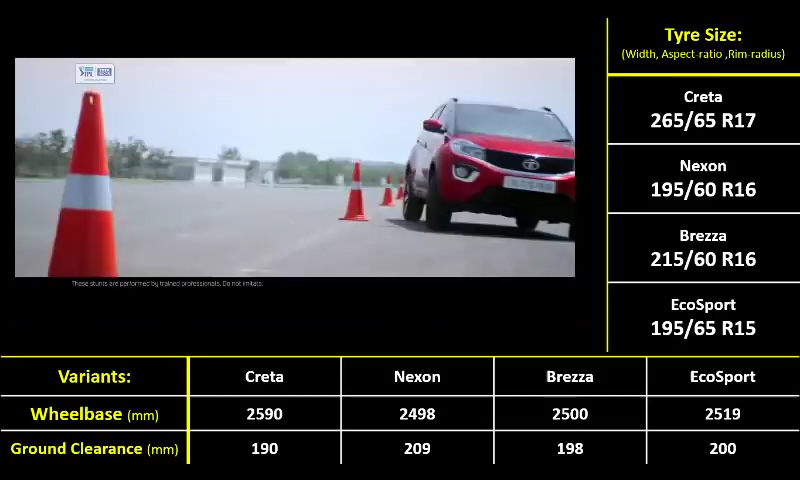 Tyre Size:
(Width, Aspect-ratio ,Rim-radius)
Creta
265/65 R17
Nexon
195/60 R16
Brezza
215/60 R16
EcoSport
195/65 R15
IPL
These stunts are performed by trained professionals. Do not imitate.
Variants: Creta Nexon Brezza EcoSport
Wheelbase (mm) 2590 2498 2500 2519
Ground Clearance (mm) 190 209 198 200